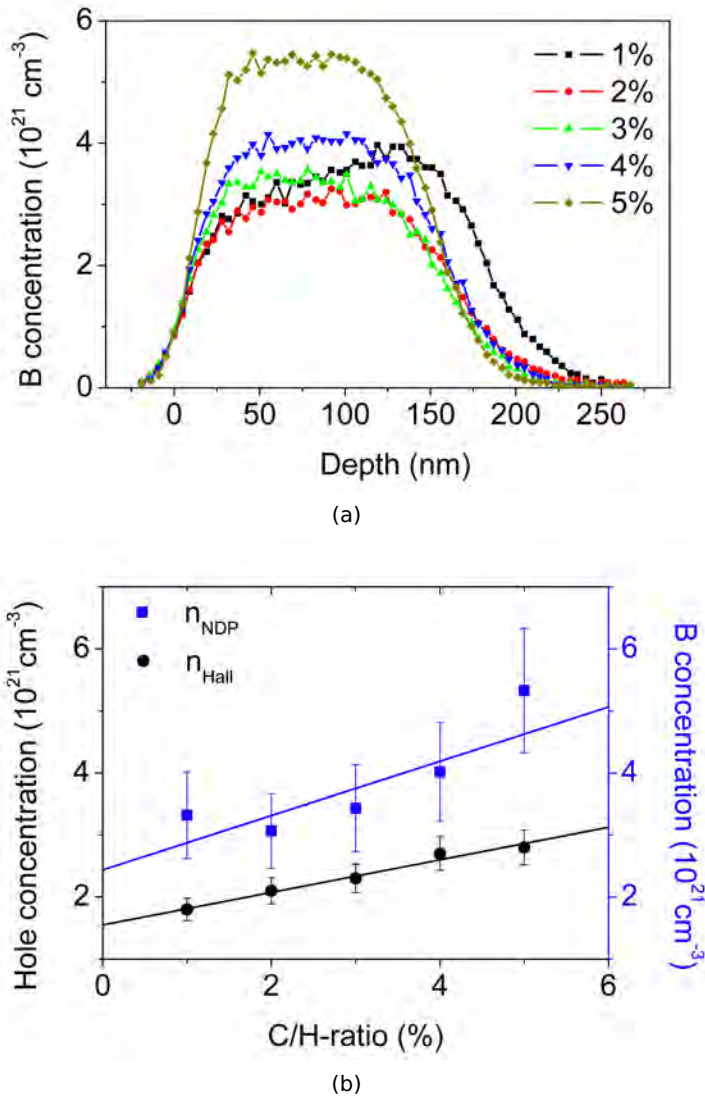 6
4
2
0
B concentration (10²¹ cm⁻³)
1%
2%
3%
4%
5%
0 50 100 150 200 250
Depth (nm)
(a)
6
4
2
Hole concentration (10²¹cm⁻³)
n_NDP
n_Hall
6
4
2
B concentration (10²¹cm⁻³)
0 2 4 6
C/H-ratio (%)
(b)